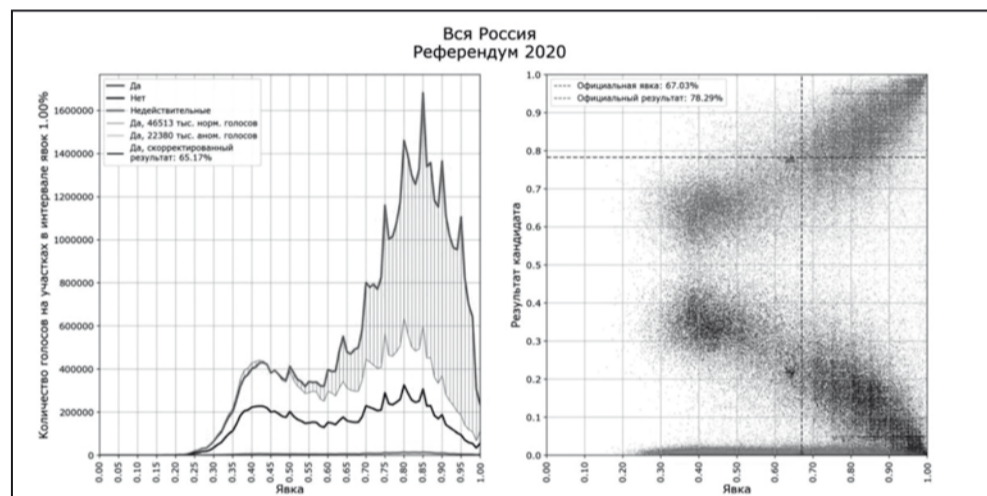 Вся Россия
Референдум 2020
Количество голосов на участках в интервале явок 1.00%
1600000
1400000
1200000
1000000
800000
600000
400000
200000
0
Да
Нет
Недействительные
Да, 46513 тыс. норм. голосов
Да, 22380 тыс. аном. голосов
Да, скорректированный
результат: 65.17%
0.00 0.05 0.10 0.15 0.20 0.25 0.30 0.35 0.40 0.45 0.50 0.55 0.60 0.65 0.70 0.75 0.80 0.85 0.90 0.95 1.00
Явка
Результат кандидата
1.0
0.9
0.8
0.7
0.6
0.5
0.4
0.3
0.2
0.1
0.0
Официальная явка: 67.03%
Официальный результат: 78.29%
0.00 0.10 0.20 0.30 0.40 0.50 0.60 0.70 0.80 0.90 1.00
Явка